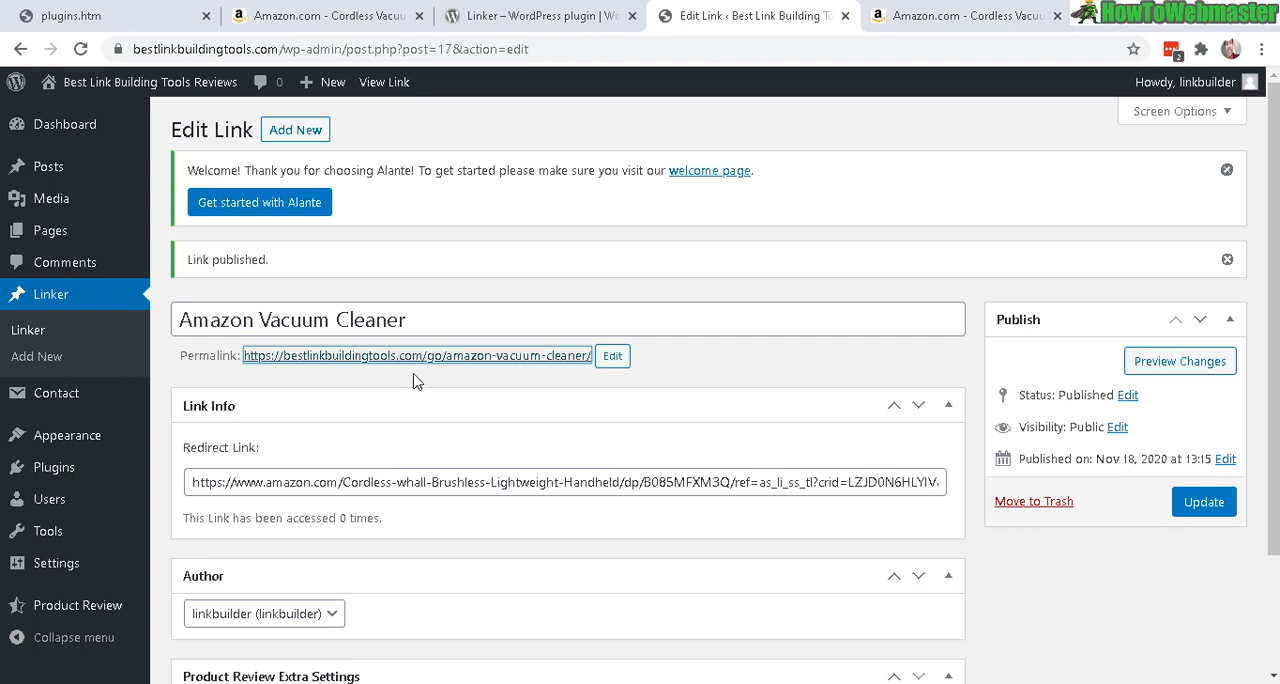 plugins.htm
Amazon.com - Cordless Vacuum
Linker – WordPress plugin | Wo
Edit Link ‹ Best Link Building To
Amazon.com - Cordless Vacuu
HowToWebmaster
bestlinkbuildingtools.com/wp-admin/post.php?post=17&action=edit
2
Best Link Building Tools Reviews
0
New
View Link
Howdy, linkbuilder
Screen Options
Dashboard
Posts
Media
Pages
Comments
Linker
Linker
Add New
Contact
Appearance
Plugins
Users
Tools
Settings
Product Review
Collapse menu
Edit Link
Add New
Welcome! Thank you for choosing Alante! To get started please make sure you visit our welcome page.
Get started with Alante
Link published.
Amazon Vacuum Cleaner
Permalink: https://bestlinkbuildingtools.com/go/amazon-vacuum-cleaner/
Edit
Link Info
Redirect Link:
https://www.amazon.com/Cordless-whall-Brushless-Lightweight-Handheld/dp/B085MFXM3Q/ref=as_li_ss_tl?crid=LZJD0N6HLYIV
This Link has been accessed 0 times.
Author
linkbuilder (linkbuilder)
Product Review Extra Settings
Publish
Preview Changes
Status: Published Edit
Visibility: Public Edit
Published on: Nov 18, 2020 at 13:15 Edit
Move to Trash
Update